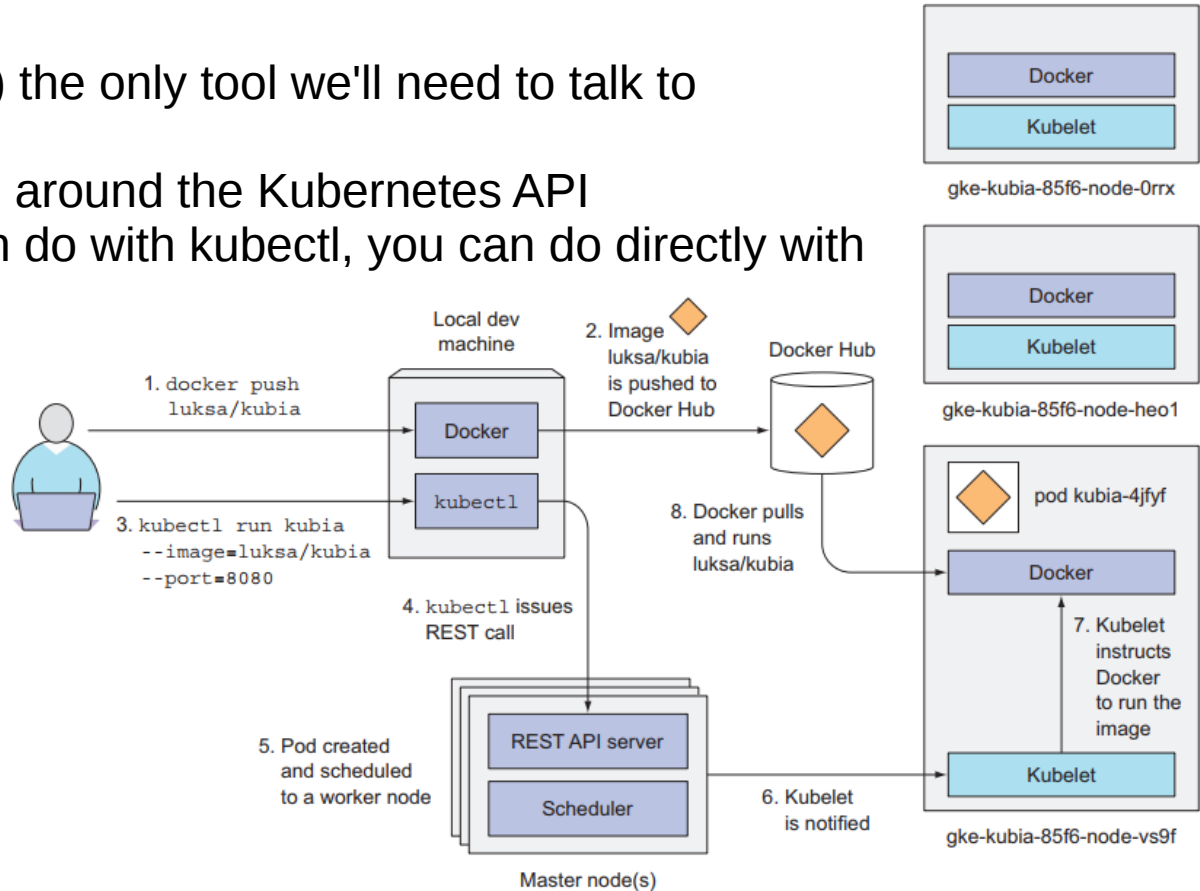 ) the only tool we'll need to talk to
around the Kubernetes API
n do with kubectl, you can do directly with
Docker
Kubelet
gke-kubia-85f6-node-0rrx
Docker
Kubelet
gke-kubia-85f6-node-heo1
Local dev
machine
1. docker push
luksa/kubia
Docker
kubectl
2. Image
luksa/kubia
is pushed to
Docker Hub
Docker Hub
3. kubectl run kubia
--image=luksa/kubia
--port=8080
4. kubectl issues
REST call
5. Pod created
and scheduled
to a worker node
REST API server
Scheduler
Master node(s)
6. Kubelet
is notified
8. Docker pulls
and runs
luksa/kubia
pod kubia-4jfyf
Docker
7. Kubelet
instructs
Docker
to run the
image
Kubelet
gke-kubia-85f6-node-vs9f